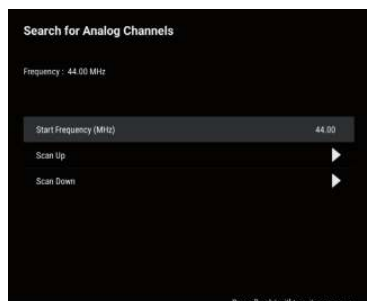 Search for Analog Channels
Frequency : 44.00 MHz
Start Frequency (MHz) 44.00
Scan Up
Scan Down